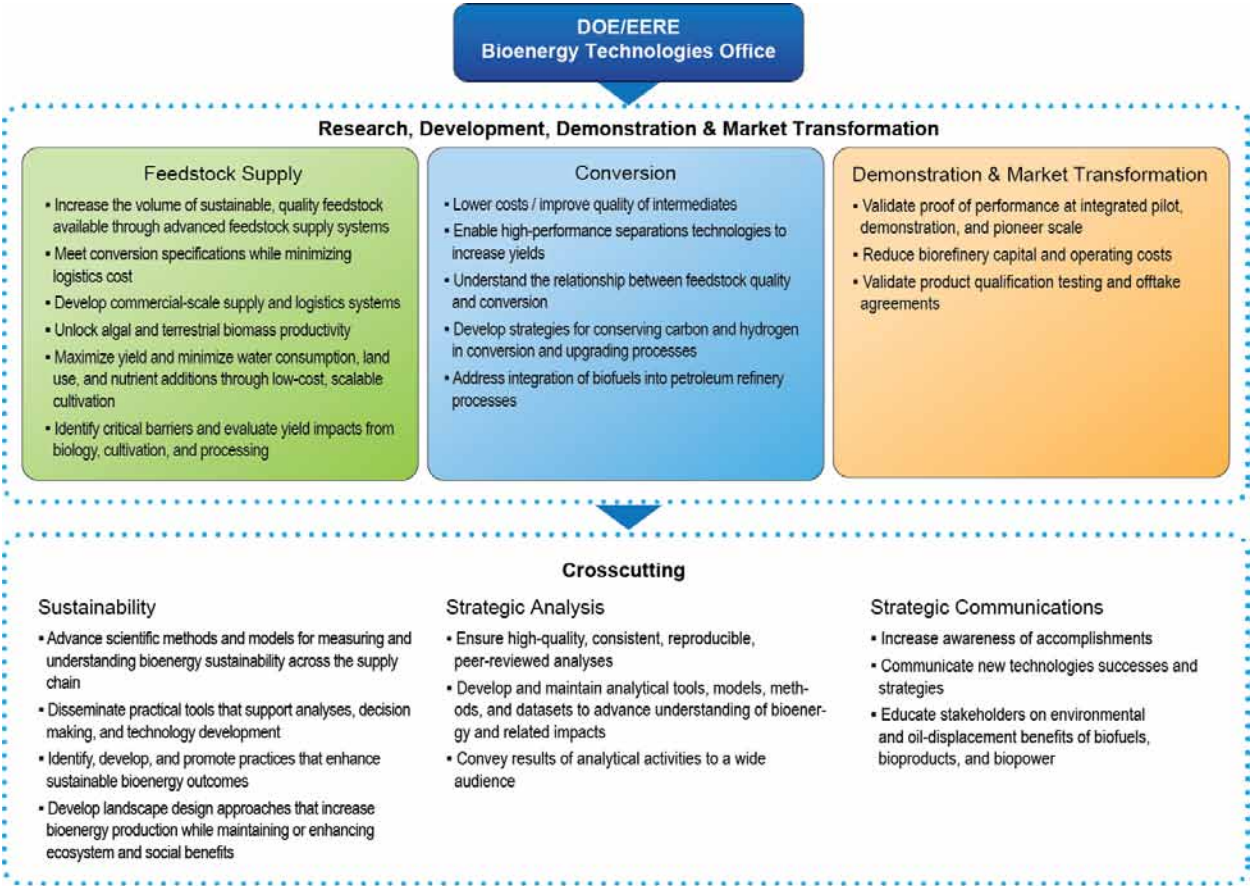 DOE/EERE
Bioenergy Technologies Office
Research, Development, Demonstration & Market Transformation
Feedstock Supply
▪ Increase the volume of sustainable, quality feedstock
available through advanced feedstock supply systems
▪ Meet conversion specifications while minimizing
logistics cost
▪ Develop commercial-scale supply and logistics systems
▪ Unlock algal and terrestrial biomass productivity
▪ Maximize yield and minimize water consumption, land
use, and nutrient additions through low-cost, scalable
cultivation
▪ Identify critical barriers and evaluate yield impacts from
biology, cultivation, and processing
Conversion
▪ Lower costs / improve quality of intermediates
▪ Enable high-performance separations technologies to
increase yields
▪ Understand the relationship between feedstock quality
and conversion
▪ Develop strategies for conserving carbon and hydrogen
in conversion and upgrading processes
▪ Address integration of biofuels into petroleum refinery
processes
Demonstration & Market Transformation
▪ Validate proof of performance at integrated pilot,
demonstration, and pioneer scale
▪ Reduce biorefinery capital and operating costs
▪ Validate product qualification testing and offtake
agreements
Crosscutting
Sustainability
▪ Advance scientific methods and models for measuring and
understanding bioenergy sustainability across the supply
chain
▪ Disseminate practical tools that support analyses, decision
making, and technology development
▪ Identify, develop, and promote practices that enhance
sustainable bioenergy outcomes
▪ Develop landscape design approaches that increase
bioenergy production while maintaining or enhancing
ecosystem and social benefits
Strategic Analysis
▪ Ensure high-quality, consistent, reproducible,
peer-reviewed analyses
▪ Develop and maintain analytical tools, models, meth-
ods, and datasets to advance understanding of bioener-
gy and related impacts
▪ Convey results of analytical activities to a wide
audience
Strategic Communications
▪ Increase awareness of accomplishments
▪ Communicate new technologies successes and
strategies
▪ Educate stakeholders on environmental
and oil-displacement benefits of biofuels,
bioproducts, and biopower